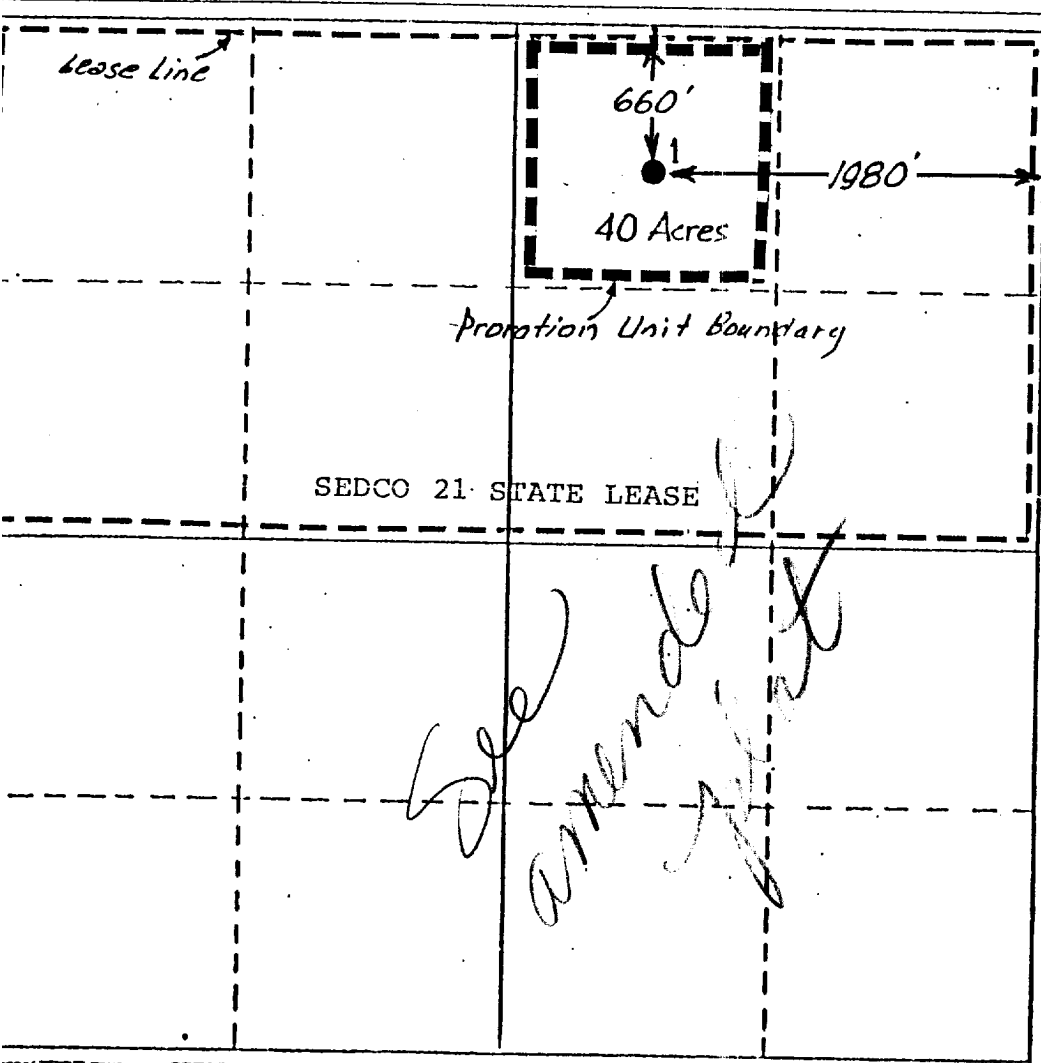 Lease Line
660'
1
1980'
40 Acres
Proration Unit Boundary
SEDCO 21 STATE LEASE
See
amended
plat